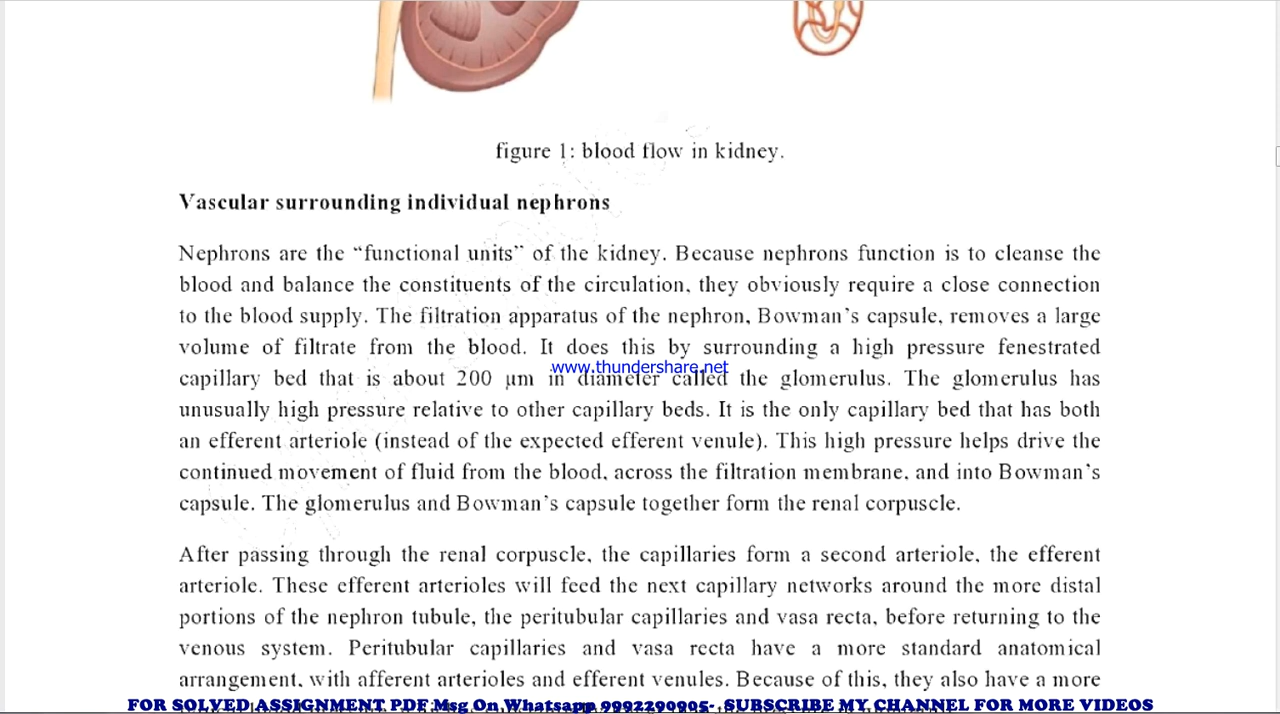 figure 1: blood flow in kidney.
Vascular surrounding individual nephrons
Nephrons are the “functional units” of the kidney. Because nephrons function is to cleanse the
blood and balance the constituents of the circulation, they obviously require a close connection
to the blood supply. The filtration apparatus of the nephron, Bowman’s capsule, removes a large
volume of filtrate from the blood. It does this by surrounding a high pressure fenestrated
www.thundershare.net
capillary bed that is about 200 µm in diameter called the glomerulus. The glomerulus has
unusually high pressure relative to other capillary beds. It is the only capillary bed that has both
an efferent arteriole (instead of the expected efferent venule). This high pressure helps drive the
continued movement of fluid from the blood, across the filtration membrane, and into Bowman’s
capsule. The glomerulus and Bowman’s capsule together form the renal corpuscle.
After passing through the renal corpuscle, the capillaries form a second arteriole, the efferent
arteriole. These efferent arterioles will feed the next capillary networks around the more distal
portions of the nephron tubule, the peritubular capillaries and vasa recta, before returning to the
venous system. Peritubular capillaries and vasa recta have a more standard anatomical
arrangement, with afferent arterioles and efferent venules. Because of this, they also have a more
FOR SOLVED ASSIGNMENT PDF Msg On Whatsapp 9992290905- SUBSCRIBE MY CHANNEL FOR MORE VIDEOS